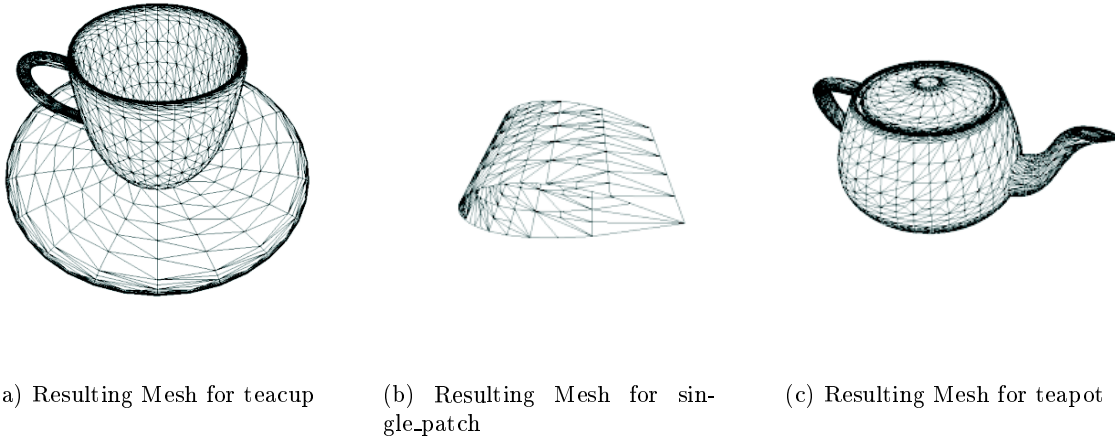 a) Resulting Mesh for teacup
(b) Resulting Mesh for sin-
gle_patch
(c) Resulting Mesh for teapot